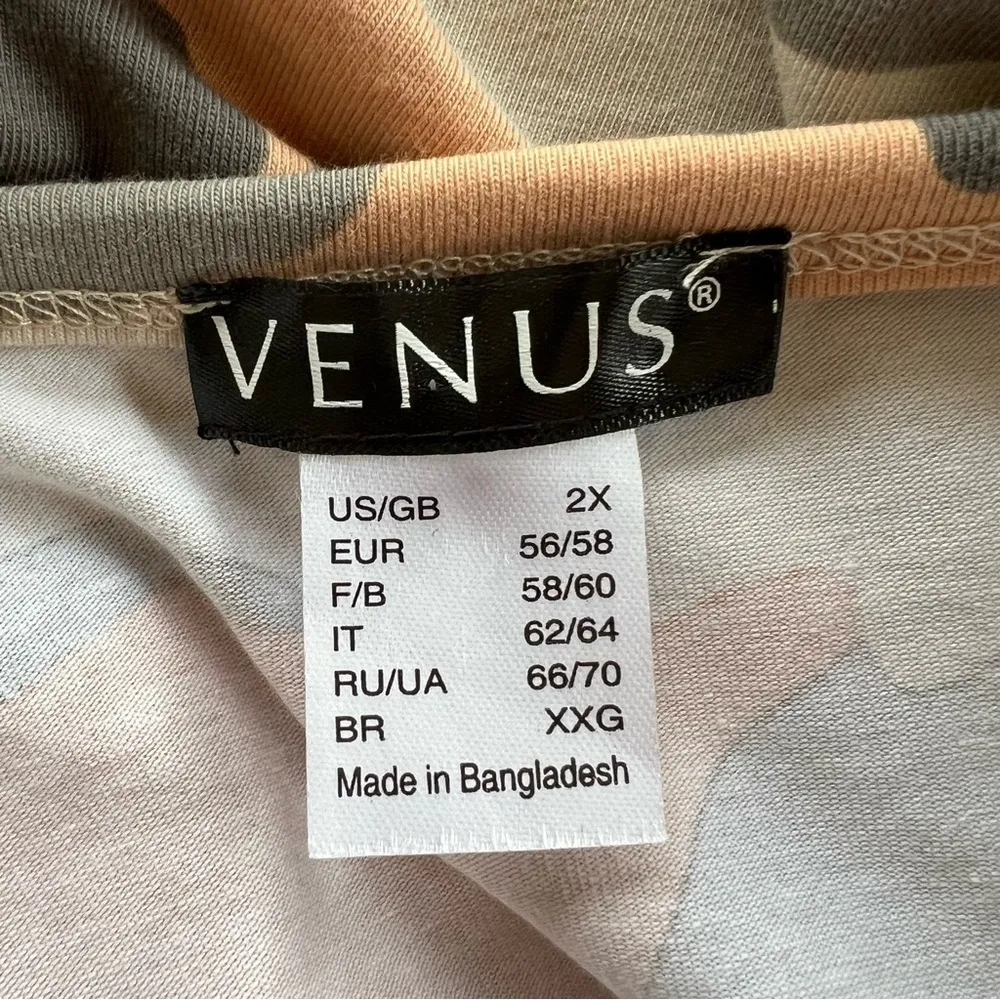 VENUS®
US/GB 2X
EUR 56/58
F/B 58/60
IT 62/64
RU/UA 66/70
BR XXG
Made in Bangladesh